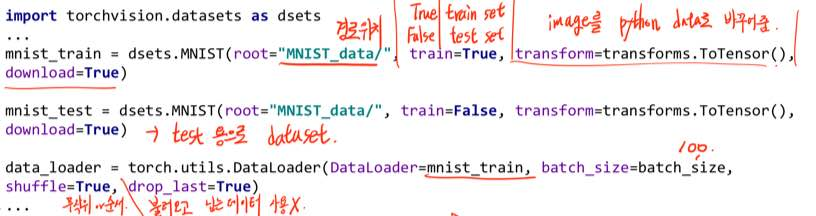 import torchvision.datasets as dsets
...
경로위치
True train set
False test set
image를 python data로 바꾸어줌.
mnist_train = dsets.MNIST(root="MNIST_data/", train=True, transform=transforms.ToTensor(),
download=True)
mnist_test = dsets.MNIST(root="MNIST_data/", train=False, transform=transforms.ToTensor(),
download=True) → test 용으로 dataset.
100.
data_loader = torch.utils.DataLoader(DataLoader=mnist_train, batch_size=batch_size,
shuffle=True, drop_last=True)
... 무작위 or순서. 불러오고 남는 데이터 사용X.